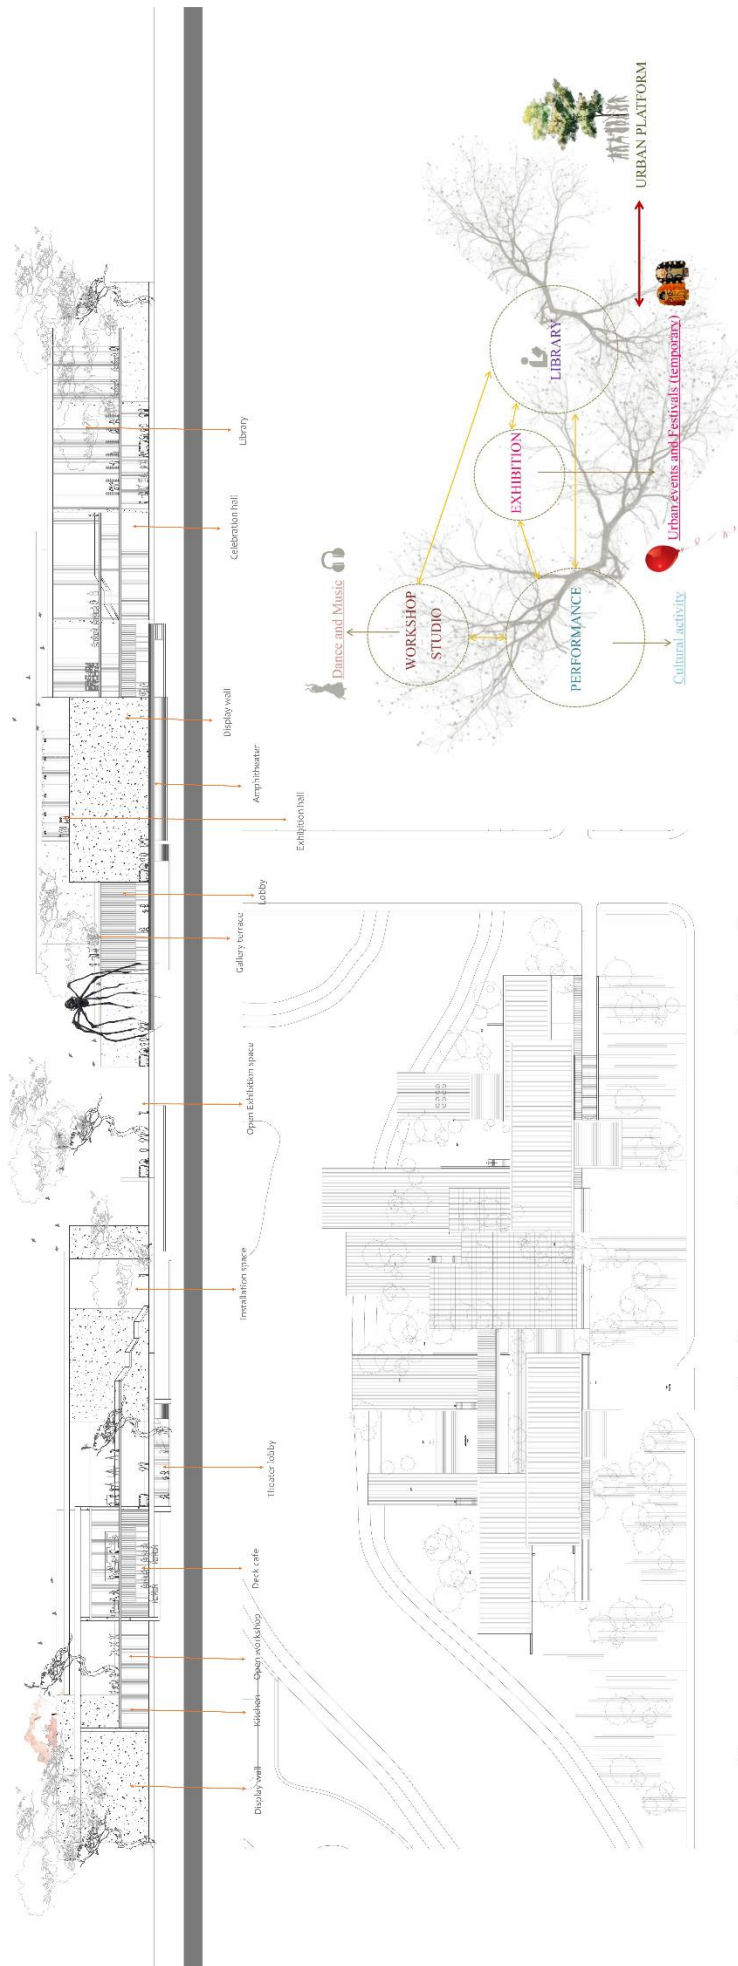 Display wall
Kitchen
Open workshop
Deck cafe
Theater lobby
Installation space
Open Exhibition space
Gallery terrace
Lobby
Exhibition hall
Amphitheater
Display wall
Celebration hall
Library
Dance and Music
WORKSHOP
STUDIO
EXHIBITION
LIBRARY
PERFORMANCE
URBAN PLATFORM
Cultural activity
Urban events and Festivals (temporary)